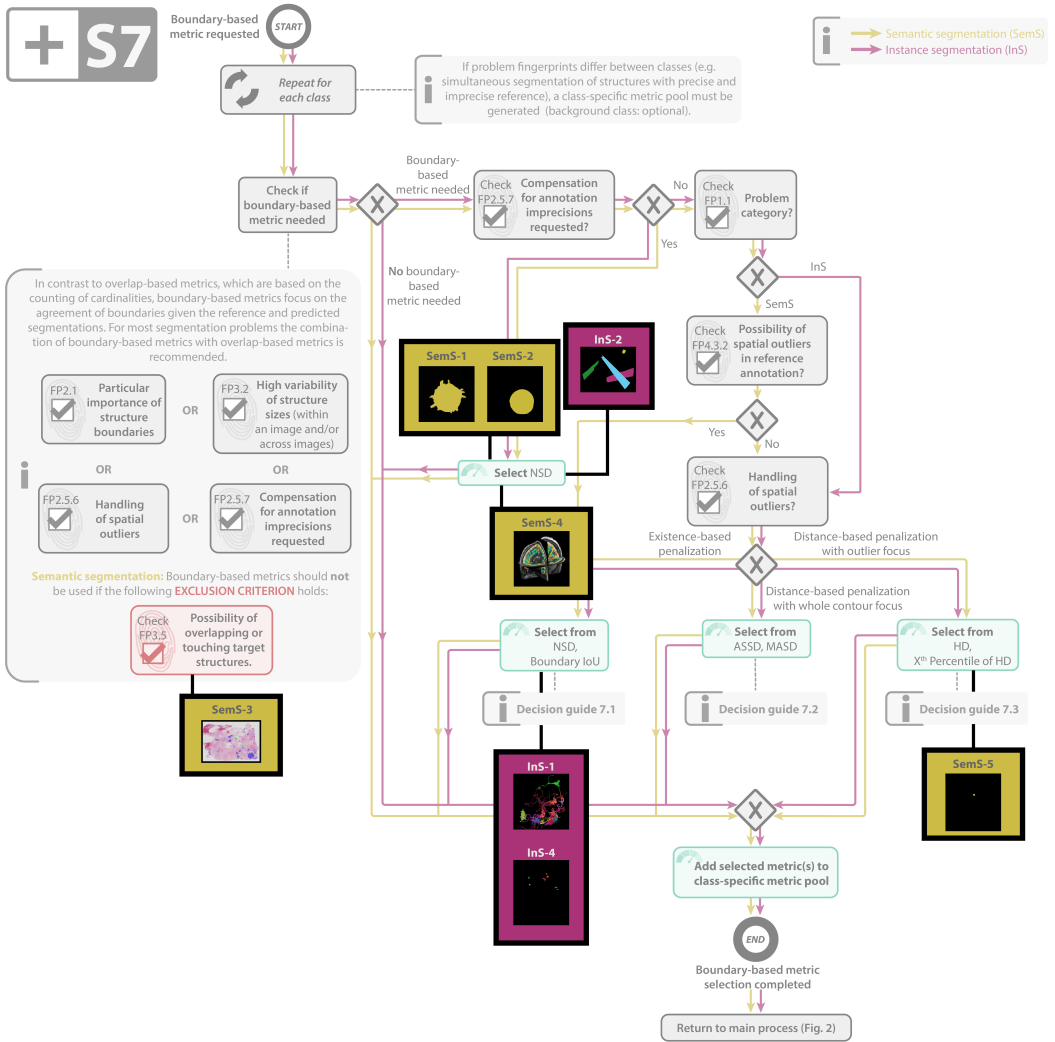 + S7
Boundary-based
metric requested
START
Semantic segmentation (SemS)
Instance segmentation (InS)
Repeat for
each class
If problem fingerprints differ between classes (e.g.
simultaneous segmentation of structures with precise and
imprecise reference), a class-specific metric pool must be
generated (background class: optional).
Check if
boundary-based
metric needed
Boundary-
based
metric needed
Check
FP2.5.7
Compensation
for annotation
imprecisions
requested?
No
Yes
Check
FP1.1
Problem
category?
InS
SemS
No boundary-
based
metric needed
In contrast to overlap-based metrics, which are based on the
counting of cardinalities, boundary-based metrics focus on the
agreement of boundaries given the reference and predicted
segmentations. For most segmentation problems the combina-
tion of boundary-based metrics with overlap-based metrics is
recommended.
FP2.1
Particular
importance of
structure
boundaries
OR
FP3.2
High variability
of structure
sizes (within
an image and/or
across images)
OR
OR
FP2.5.6
Handling
of spatial
outliers
OR
FP2.5.7
Compensation
for annotation
imprecisions
requested
Semantic segmentation: Boundary-based metrics should not
be used if the following EXCLUSION CRITERION holds:
Check
FP3.5
Possibility of
overlapping or
touching target
structures.
SemS-3
SemS-1
SemS-2
InS-2
Select NSD
SemS-4
Check
FP4.3.2
Possibility of
spatial outliers
in reference
annotation?
Yes
No
Check
FP2.5.6
Handling
of spatial
outliers?
Existence-based
penalization
Distance-based penalization
with outlier focus
Distance-based penalization
with whole contour focus
Select from
NSD,
Boundary IoU
Select from
ASSD, MASD
Select from
HD,
Xth Percentile of HD
Decision guide 7.1
Decision guide 7.2
Decision guide 7.3
InS-1
InS-4
SemS-5
Add selected metric(s) to
class-specific metric pool
END
Boundary-based metric
selection completed
Return to main process (Fig. 2)